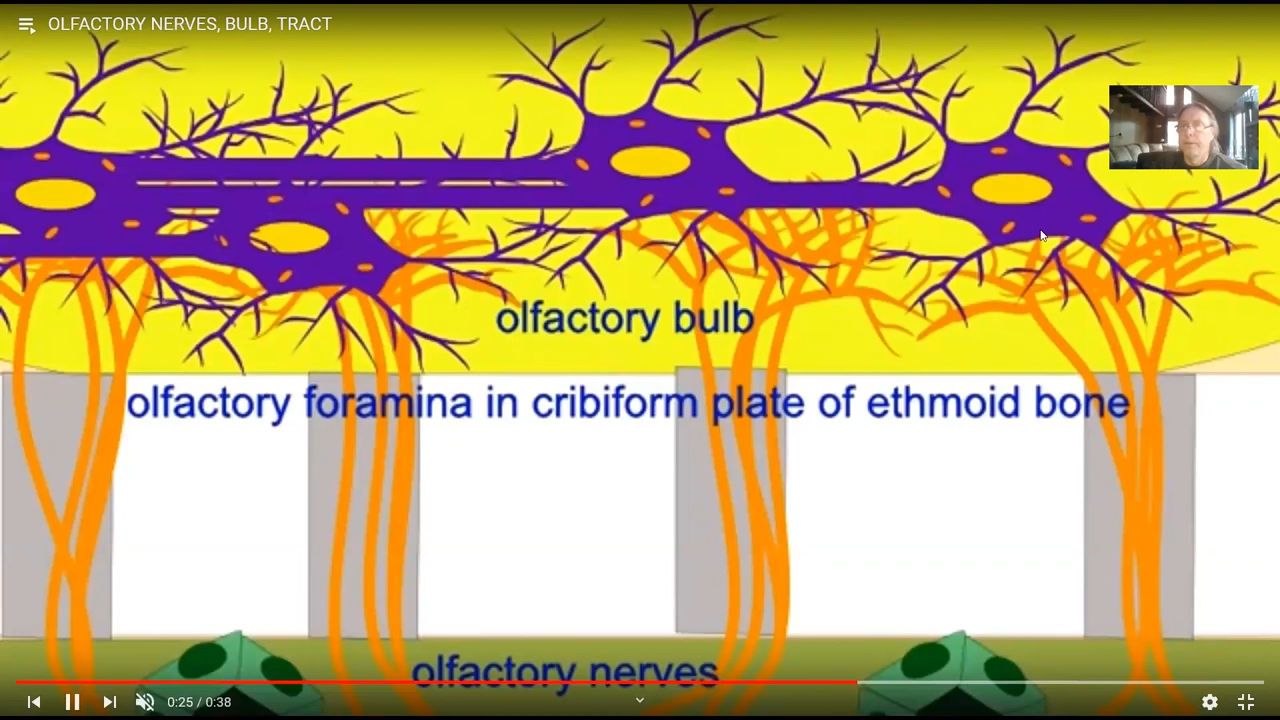 OLFACTORY NERVES, BULB, TRACT
olfactory bulb
olfactory foramina in cribiform plate of ethmoid bone
olfactory nerves
0:25 / 0:38